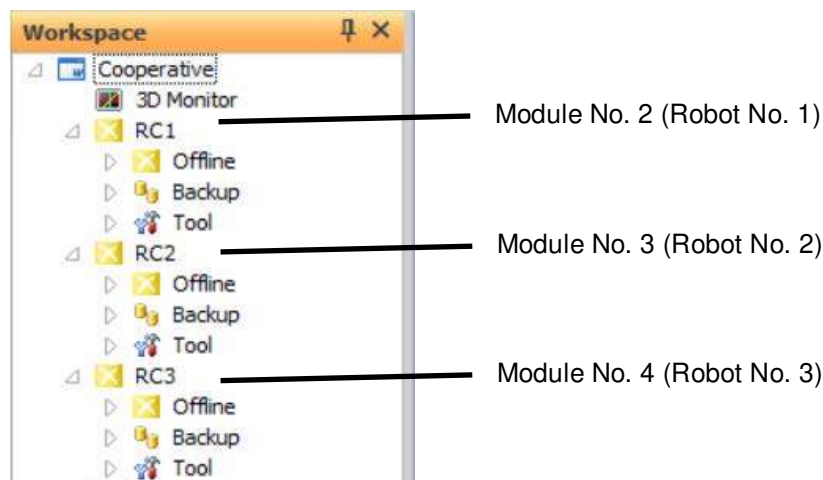 Workspace
Cooperative
3D Monitor
RC1
Module No. 2 (Robot No. 1)
Offline
Backup
Tool
RC2
Module No. 3 (Robot No. 2)
Offline
Backup
Tool
RC3
Module No. 4 (Robot No. 3)
Offline
Backup
Tool